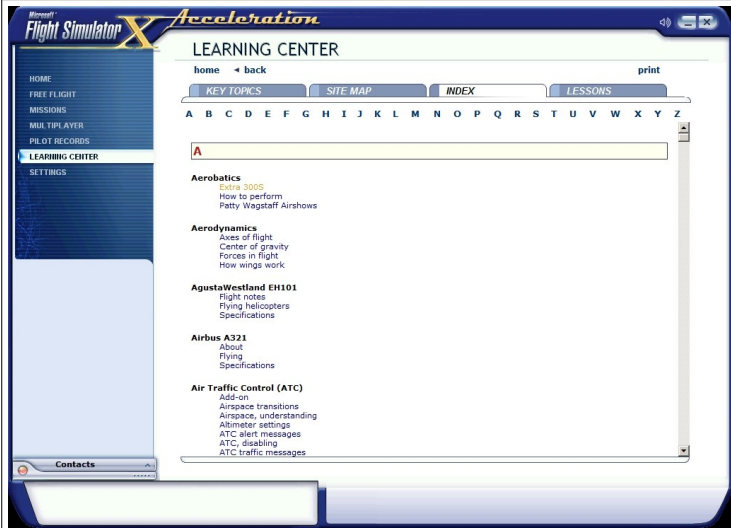 Microsoft
Flight Simulator X
Acceleration
LEARNING CENTER
home
back
print
KEY TOPICS
SITE MAP
INDEX
LESSONS
A B C D E F G H I J K L M N O P Q R S T U V W X Y Z
HOME
FREE FLIGHT
MISSIONS
MULTIPLAYER
PILOT RECORDS
LEARNING CENTER
SETTINGS
A
Aerobatics
Extra 300S
How to perform
Patty Wagstaff Airshows
Aerodynamics
Axes of flight
Center of gravity
Forces in flight
How wings work
AgustaWestland EH101
Flight notes
Flying helicopters
Specifications
Airbus A321
About
Flying
Specifications
Air Traffic Control (ATC)
Add-on
Airspace transitions
Airspace, understanding
Altimeter settings
ATC alert messages
ATC, disabling
ATC traffic messages
Contacts